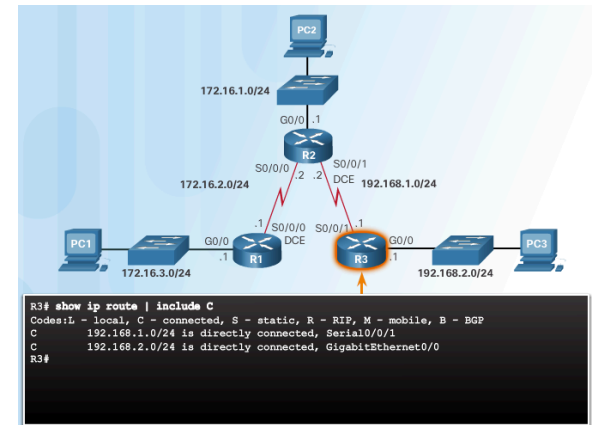 PC2
172.16.1.0/24
G0/0 .1
R2
S0/0/0 .2 .2 S0/0/1
DCE
172.16.2.0/24 192.168.1.0/24
.1 S0/0/0 S0/0/1 .1
DCE
PC1 G0/0 R1 R3 G0/0 PC3
.1 .1
172.16.3.0/24 192.168.2.0/24
R3# show ip route | include C
Codes:L - local, C - connected, S - static, R - RIP, M - mobile, B - BGP
C 192.168.1.0/24 is directly connected, Serial0/0/1
C 192.168.2.0/24 is directly connected, GigabitEthernet0/0
R3#